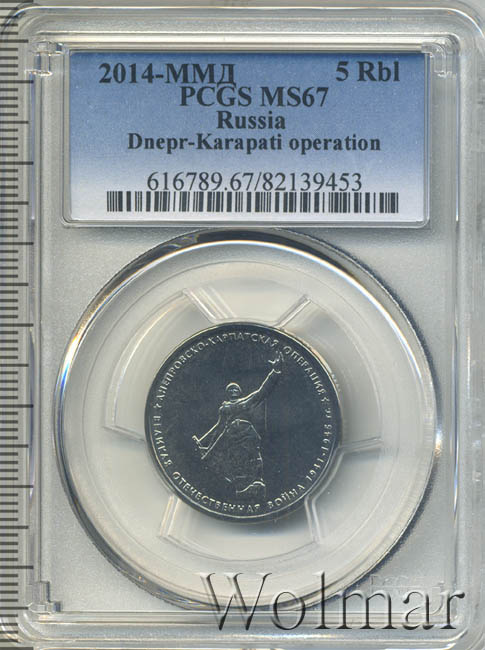 2014-ММД 5 Rbl
PCGS MS67
Russia
Dnepr-Karapati operation
616789.67/82139453
ДНЕПРОВСКО-КАРПАТСКАЯ ОПЕРАЦИЯ
ВЕЛИКАЯ ОТЕЧЕСТВЕННАЯ ВОЙНА 1941-1945 гг.
Wolmar